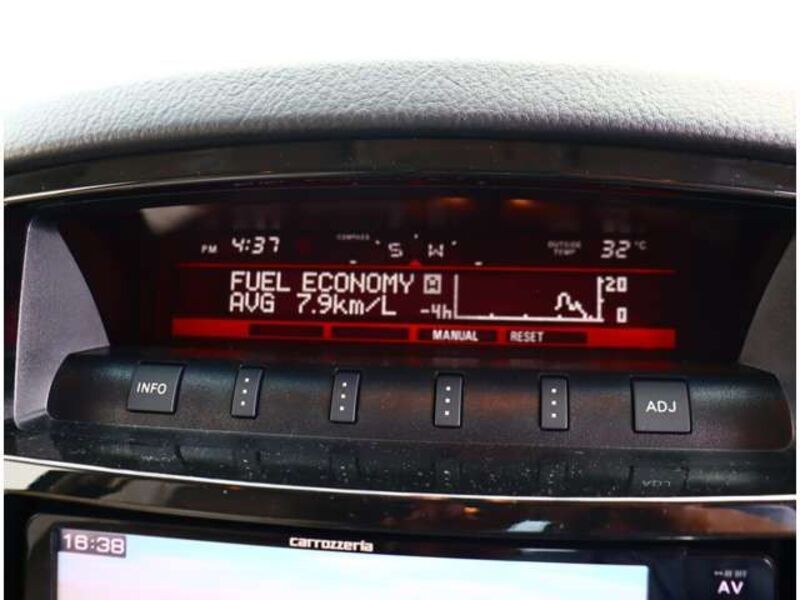 PM 4:37 COMPASS S W OUTSIDE TEMP 32 °C
FUEL ECONOMY 20
AVG 7.9km/L -4h 0
MANUAL RESET
INFO ADJ
16:38 carrozzeria
AV